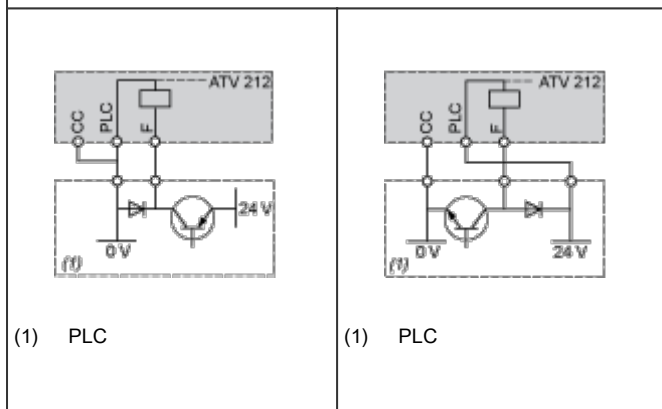 ATV 212
CC
PLC
F
0 V
24 V
(1)
(1) PLC
ATV 212
CC
PLC
F
0 V
24 V
(1)
(1) PLC